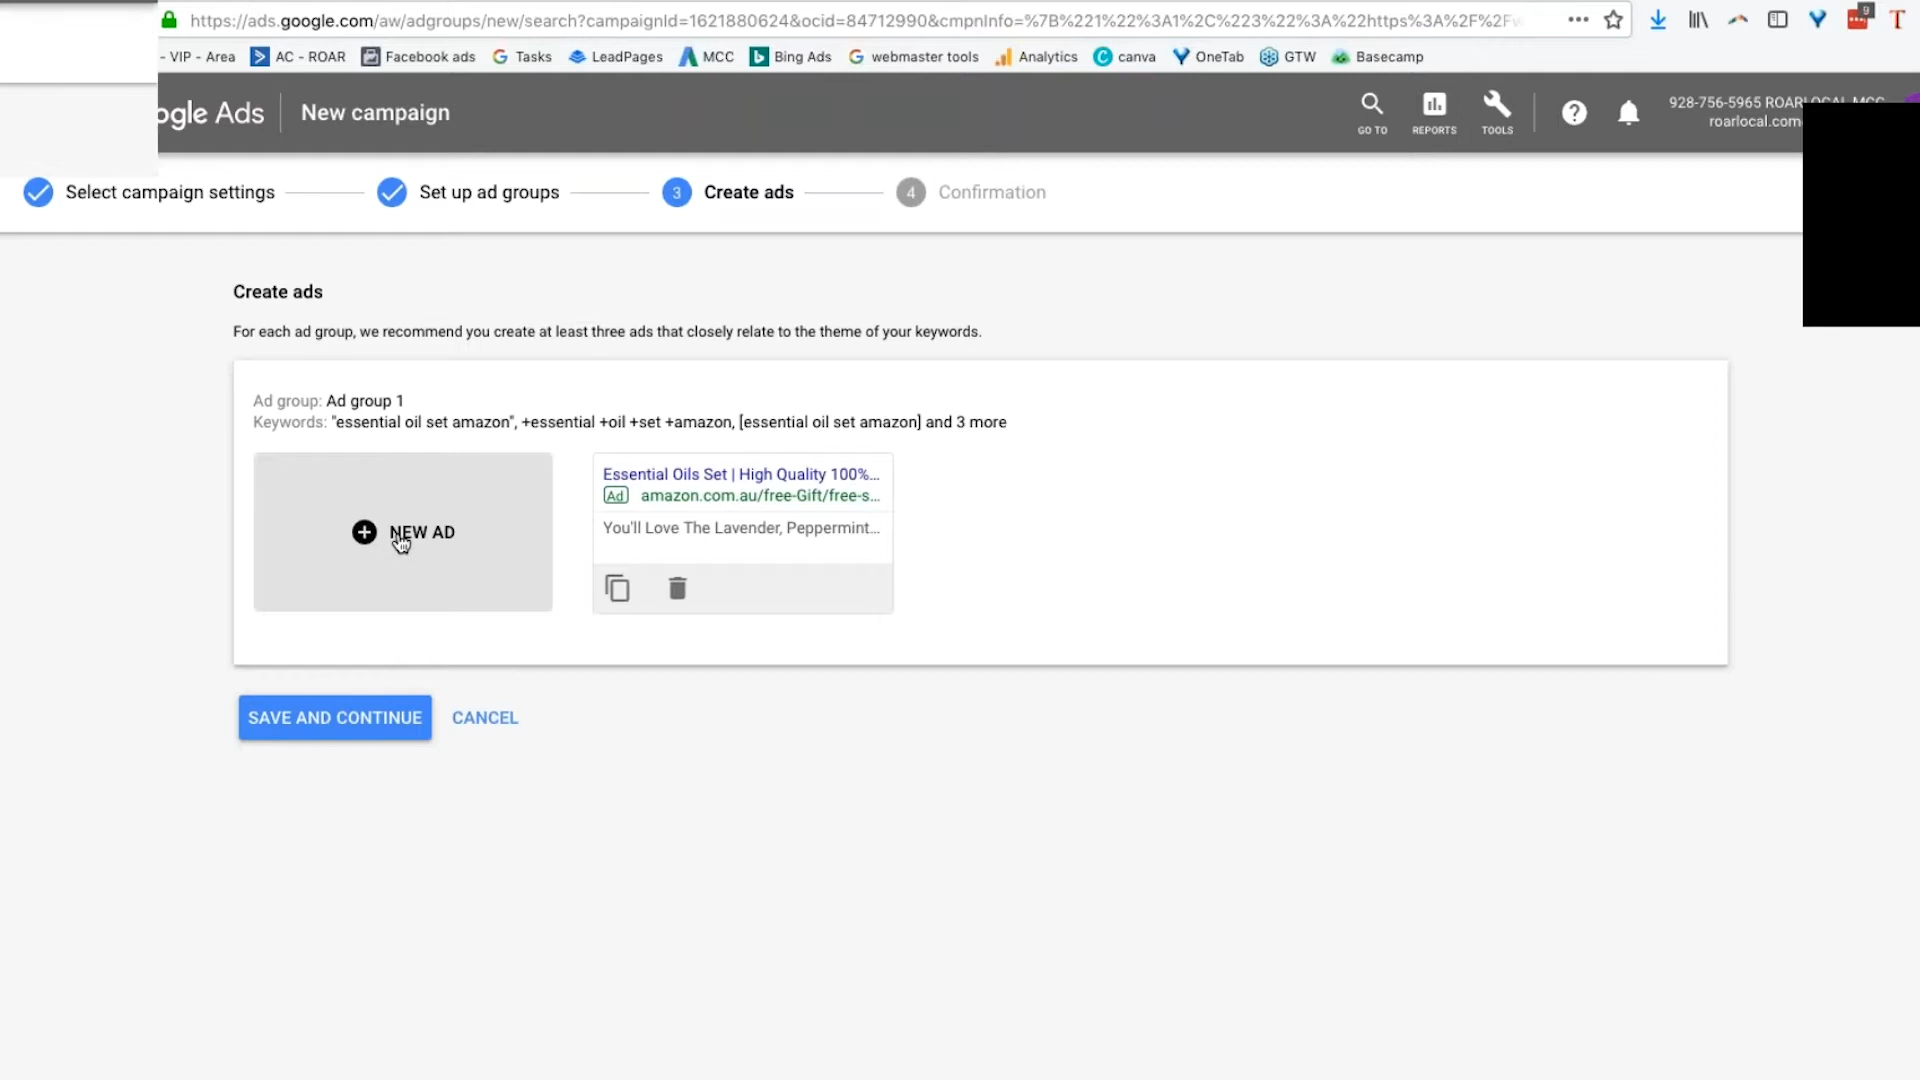 https://ads.google.com/aw/adgroups/new/search?campaignId=1621880624&ocid=84712990&cmpnInfo=%7B%221%22%3A1%2C%223%22%3A%22https%3A%2F%2F
9
- VIP - Area AC - ROAR Facebook ads Tasks LeadPages MCC Bing Ads webmaster tools Analytics canva OneTab GTW Basecamp
ogle Ads New campaign
GO TO REPORTS TOOLS
928-756-5965 ROARLOCAL MCC
roarlocal.com
Select campaign settings Set up ad groups 3 Create ads 4 Confirmation
Create ads
For each ad group, we recommend you create at least three ads that closely relate to the theme of your keywords.
Ad group: Ad group 1
Keywords: "essential oil set amazon", +essential +oil +set +amazon, [essential oil set amazon] and 3 more
NEW AD
Essential Oils Set | High Quality 100%...
Ad amazon.com.au/free-Gift/free-s...
You'll Love The Lavender, Peppermint...
SAVE AND CONTINUE CANCEL